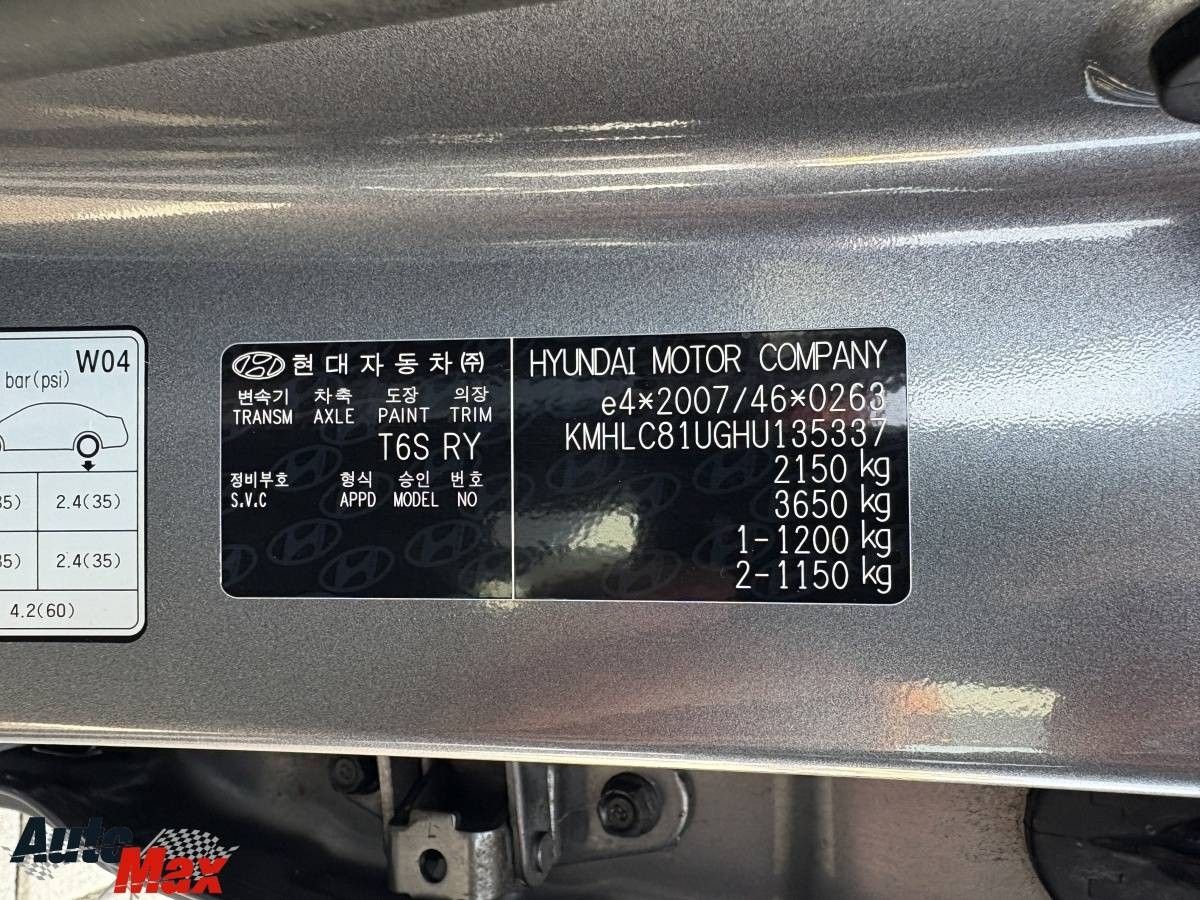 W04
bar(psi)
35) 2.4(35)
35) 2.4(35)
4.2(60)
현대자동차㈜
변속기 차축 도장 의장
TRANSM AXLE PAINT TRIM
T6S RY
정비부호 형식 승인 번호
S.V.C APPD MODEL NO
HYUNDAI MOTOR COMPANY
e4*2007/46*0263
KMHLC81UGHU135337
2150 kg
3650 kg
1-1200 kg
2-1150 kg
Auto
Max